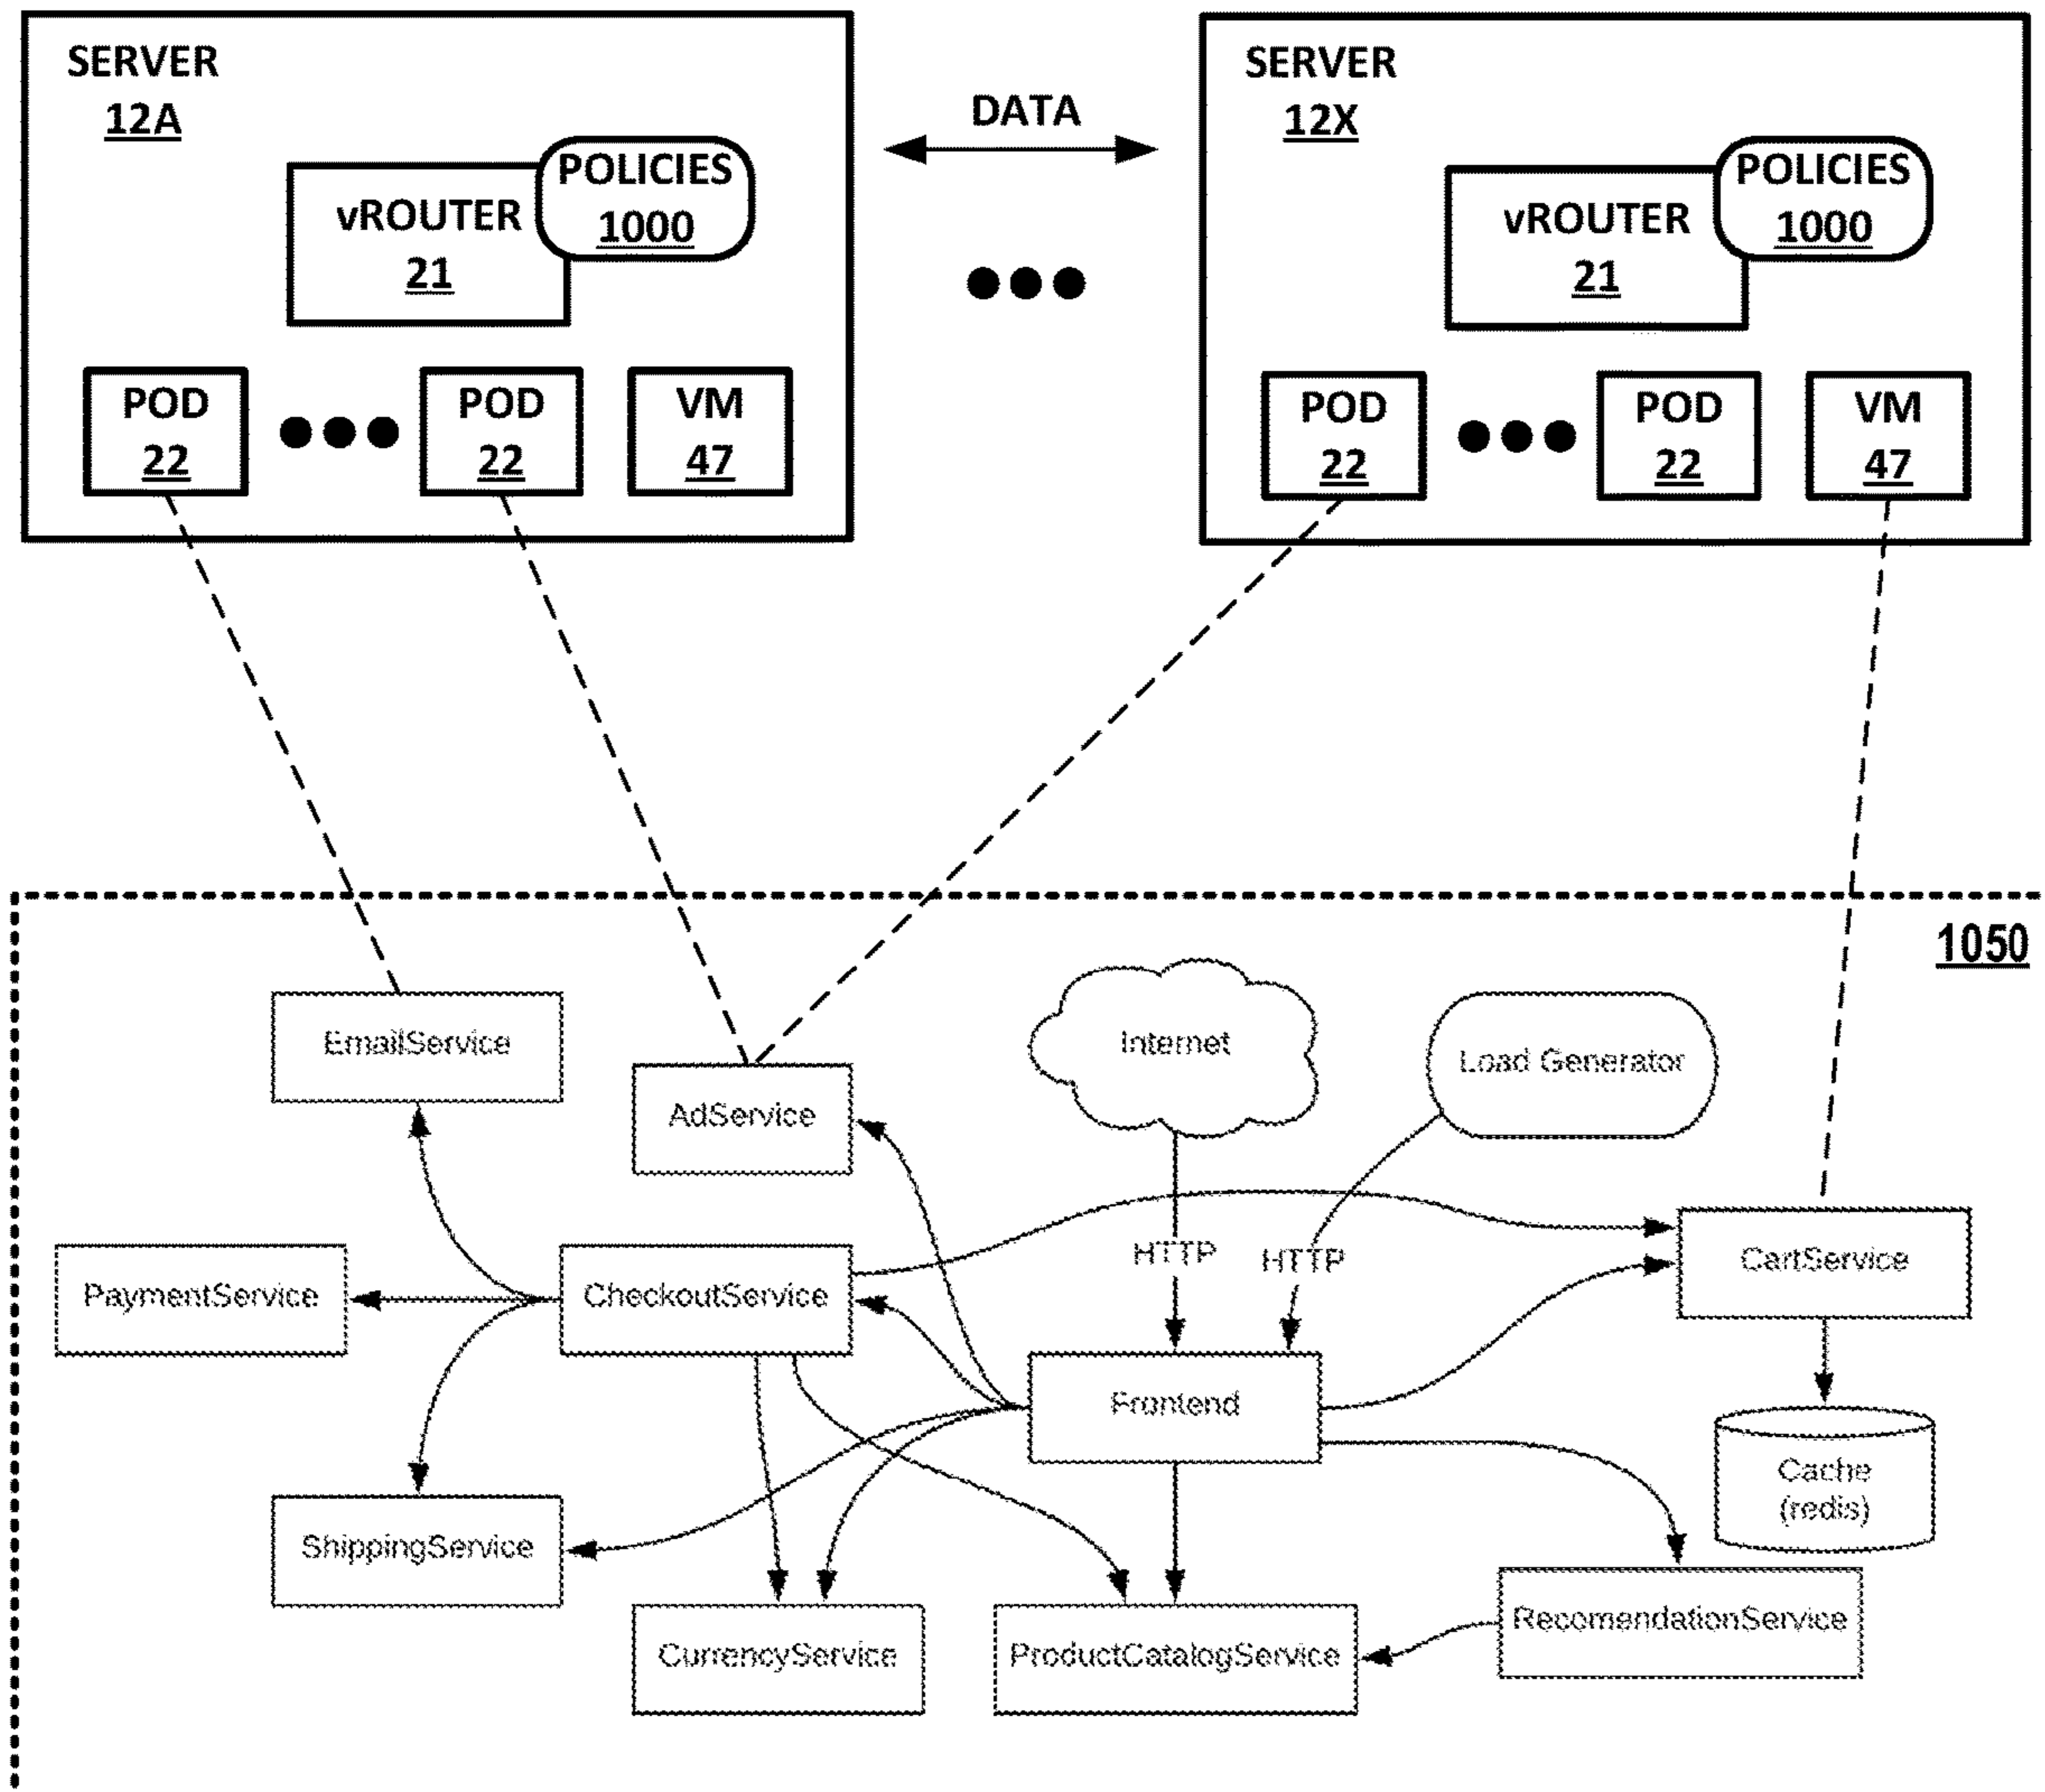 SERVER
12A
POLICIES
1000
vROUTER
21
POD
22
POD
22
VM
47
DATA
SERVER
12X
POLICIES
1000
vROUTER
21
POD
22
POD
22
VM
47
1050
EmailService
AdService
Internet
Load Generator
HTTP
HTTP
PaymentService
CheckoutService
CartService
Frontend
Cache
(redis)
ShippingService
CurrencyService
ProductCatalogService
RecomendationService